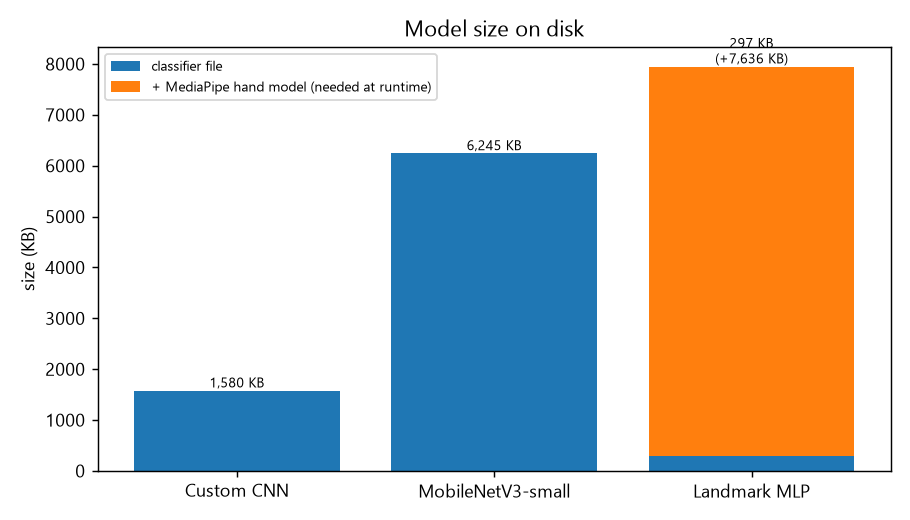 Model size on disk
297 KB
(+7,636 KB)
classifier file
+ MediaPipe hand model (needed at runtime)
8000
7000
6000
5000
4000
3000
2000
1000
0
size (KB)
6,245 KB
1,580 KB
Custom CNN
MobileNetV3-small
Landmark MLP